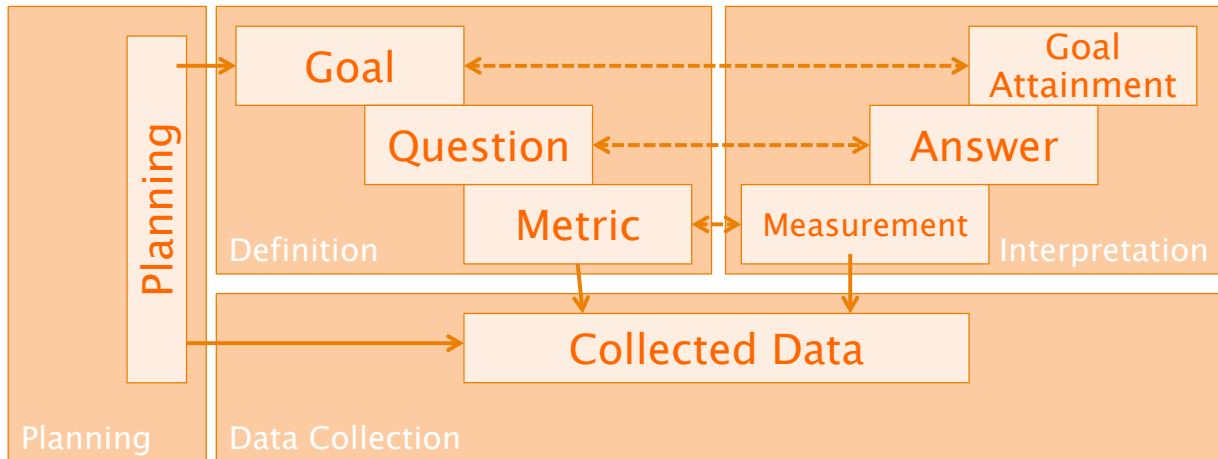 Planning
Goal
Question
Metric
Definition
Goal
Attainment
Answer
Measurement
Interpretation
Collected Data
Planning
Data Collection